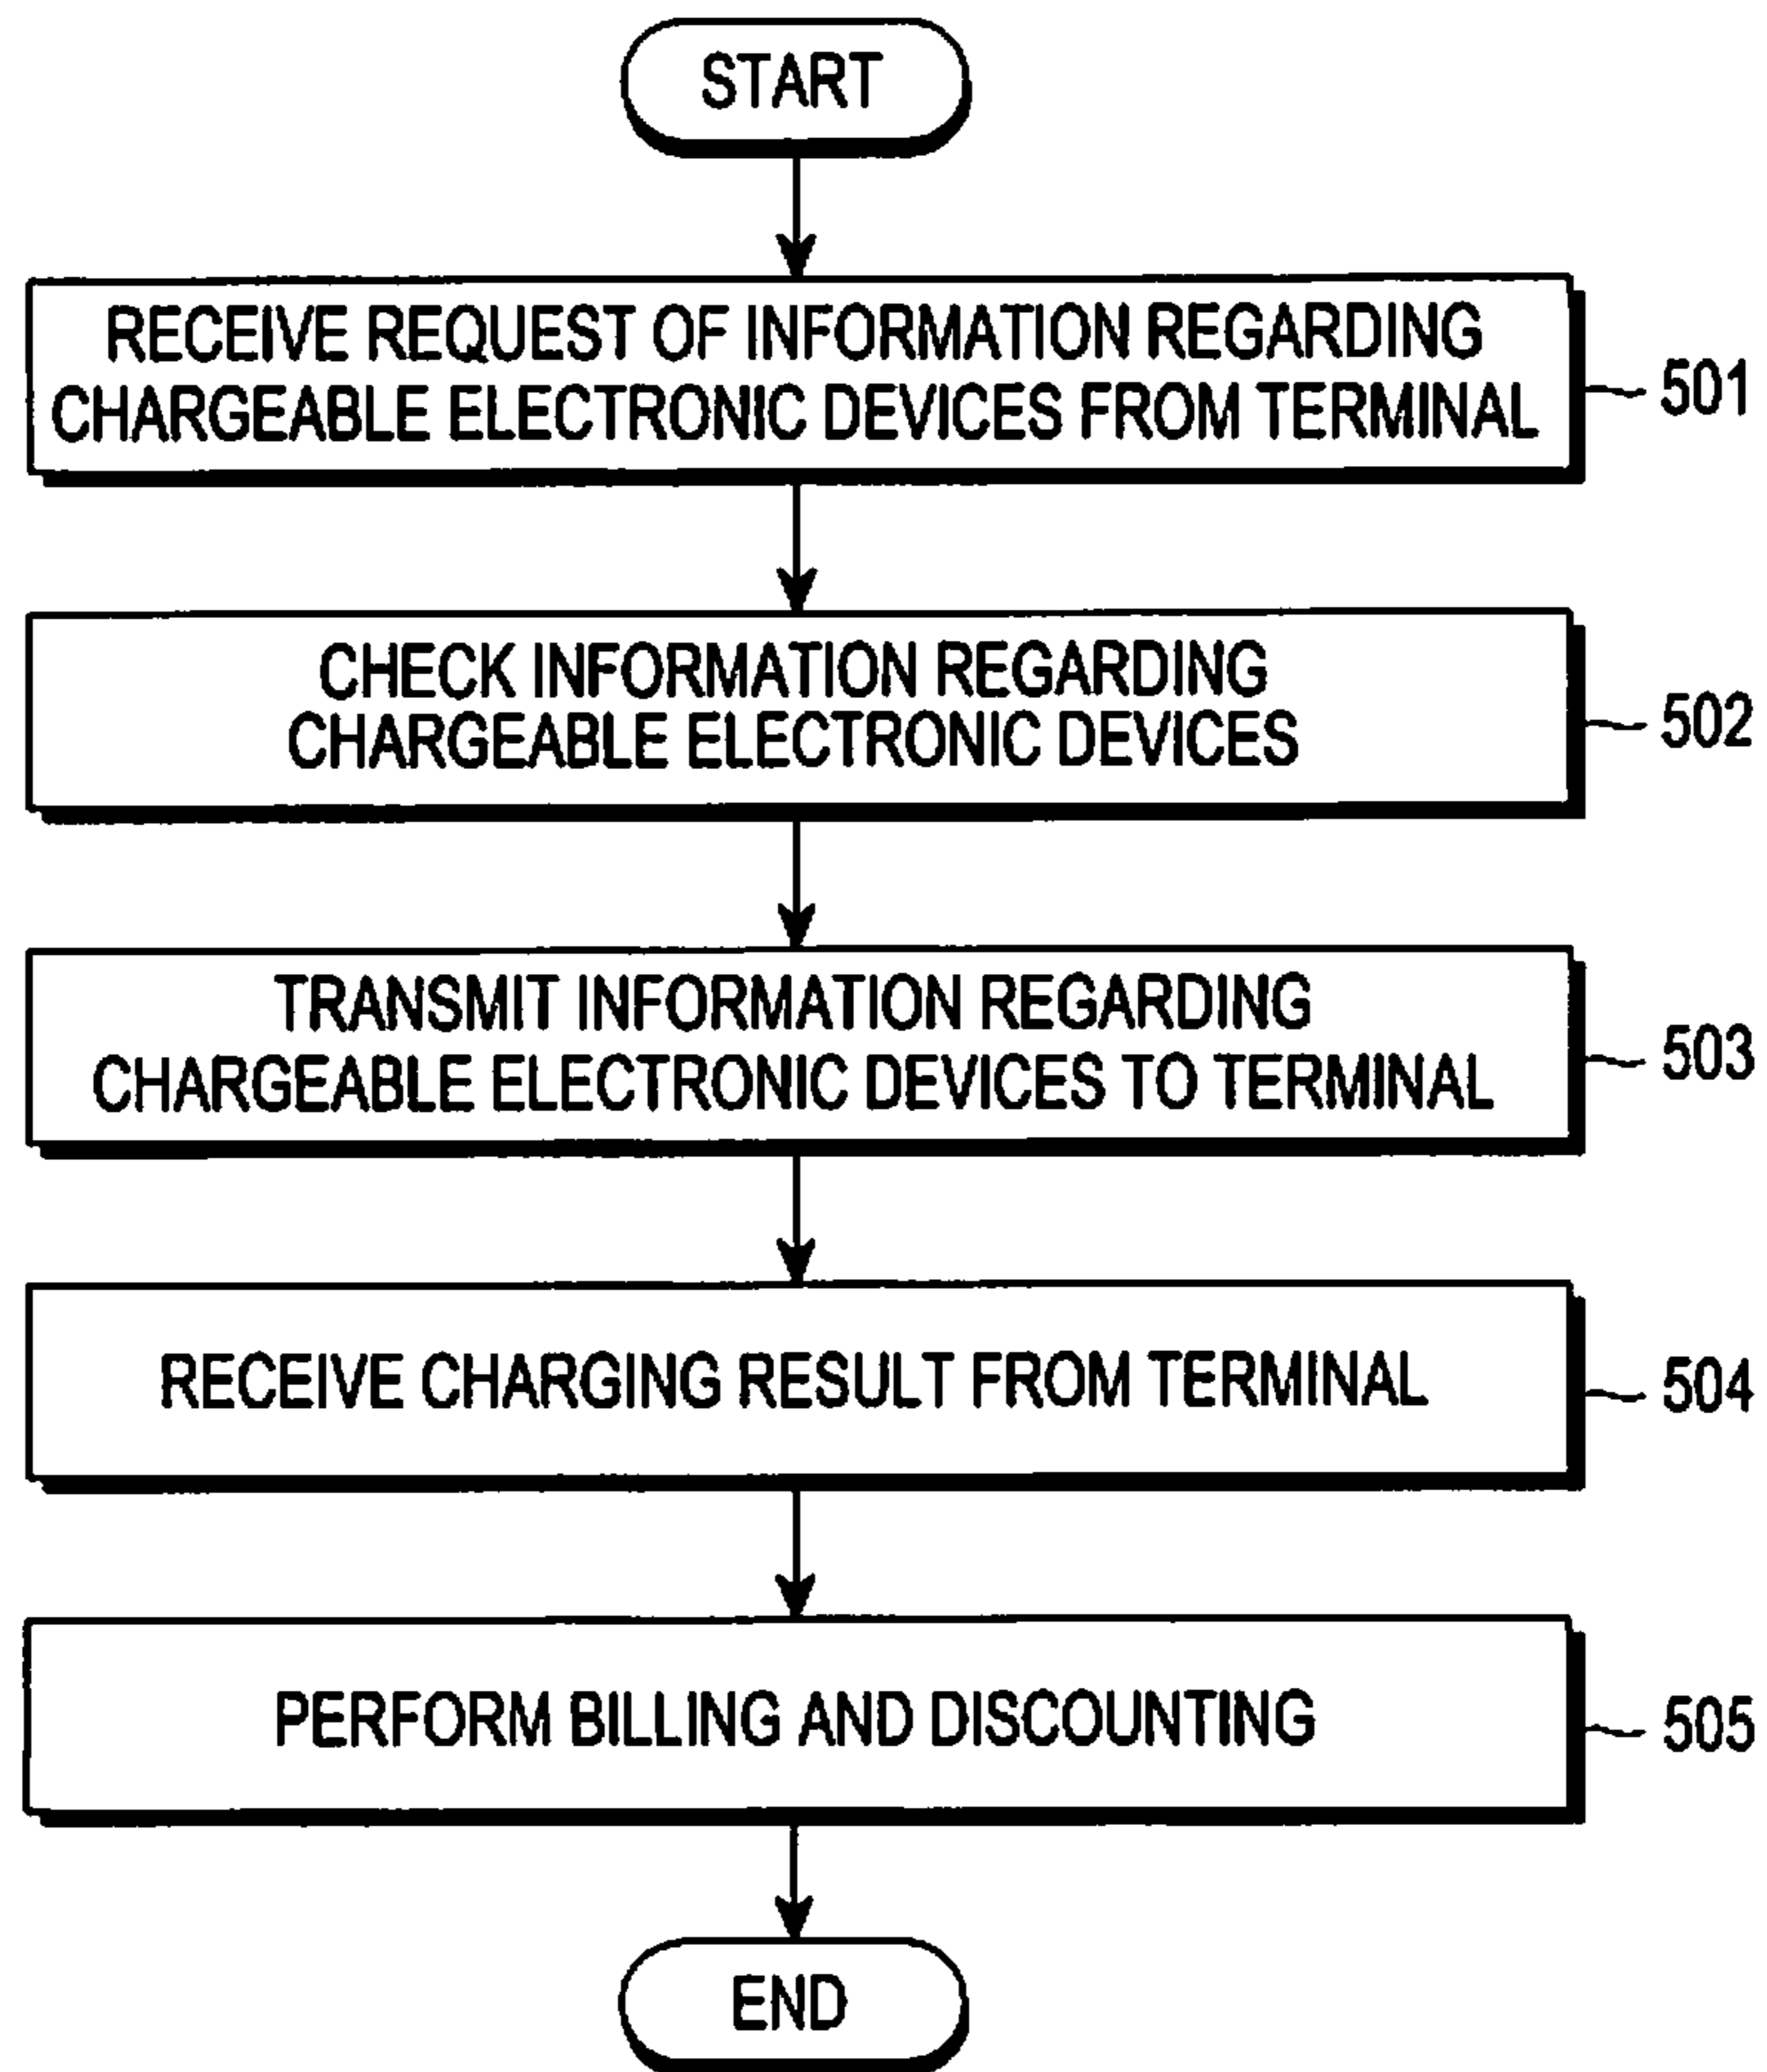 START
RECEIVE REQUEST OF INFORMATION REGARDING
CHARGEABLE ELECTRONIC DEVICES FROM TERMINAL
501
CHECK INFORMATION REGARDING
CHARGEABLE ELECTRONIC DEVICES
502
TRANSMIT INFORMATION REGARDING
CHARGEABLE ELECTRONIC DEVICES TO TERMINAL
503
RECEIVE CHARGING RESULT FROM TERMINAL
504
PERFORM BILLING AND DISCOUNTING
505
END